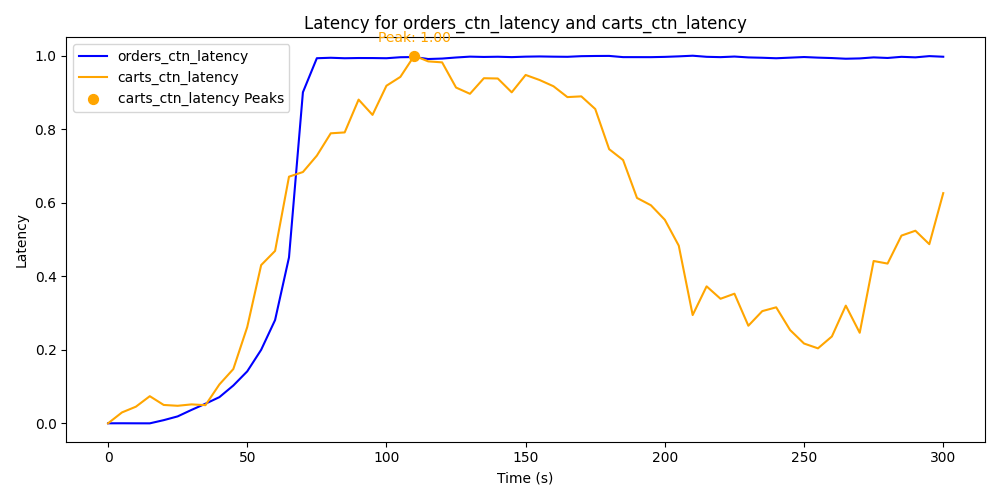 Latency for orders_ctn_latency and carts_ctn_latency
Peak: 1.00
orders_ctn_latency
carts_ctn_latency
carts_ctn_latency Peaks
Latency
1.0
0.8
0.6
0.4
0.2
0.0
0 50 100 150 200 250 300
Time (s)